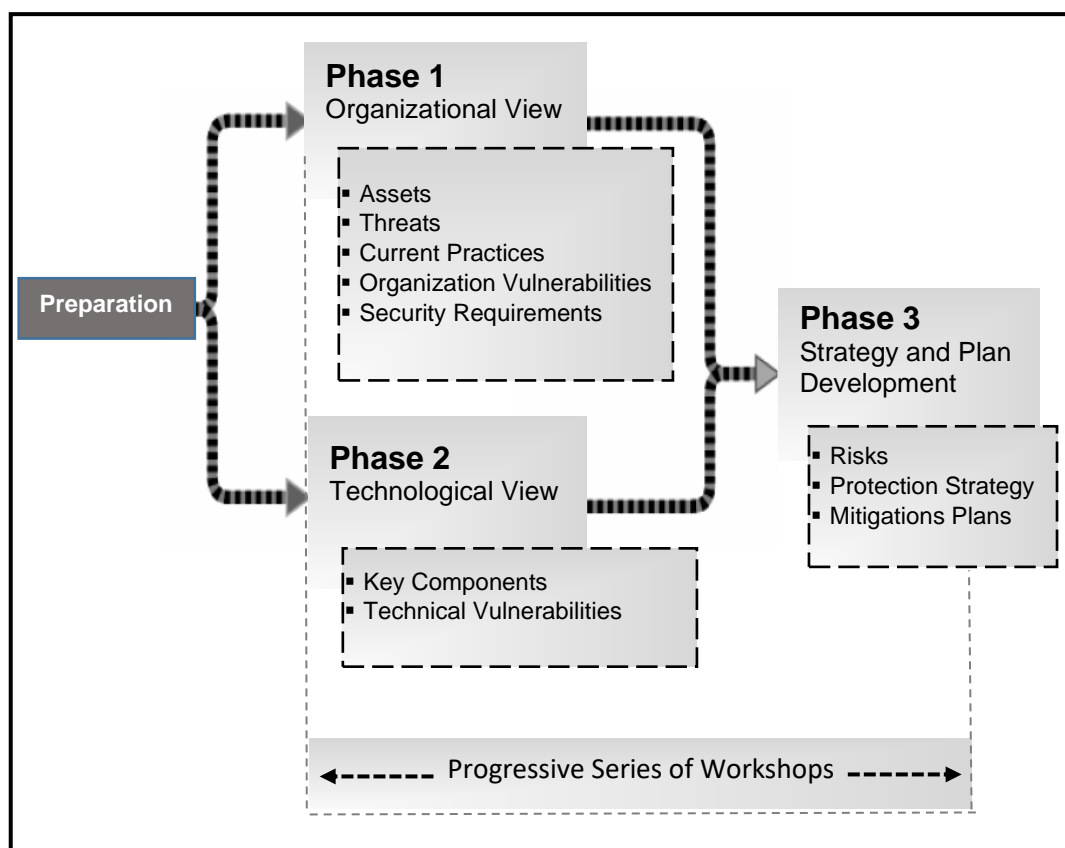 Preparation
Phase 1
Organizational View
▪ Assets
▪ Threats
▪ Current Practices
▪ Organization Vulnerabilities
▪ Security Requirements
Phase 2
Technological View
▪ Key Components
▪ Technical Vulnerabilities
Phase 3
Strategy and Plan
Development
▪ Risks
▪ Protection Strategy
▪ Mitigations Plans
Progressive Series of Workshops